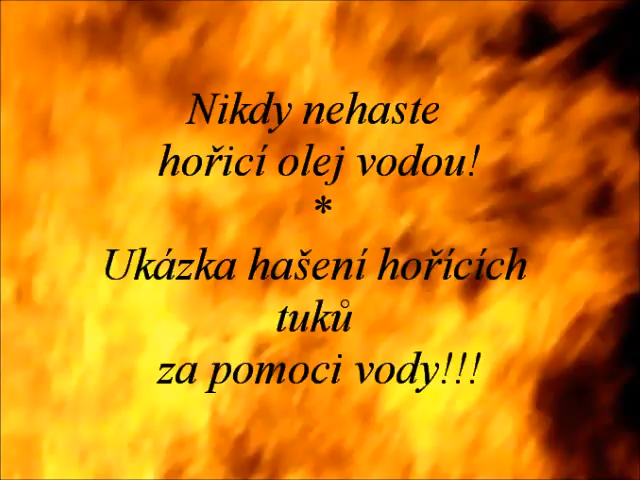 Nikdy nehaste
hořicí olej vodou!
*
Ukázka hašení hořících
tuků
za pomoci vody!!!